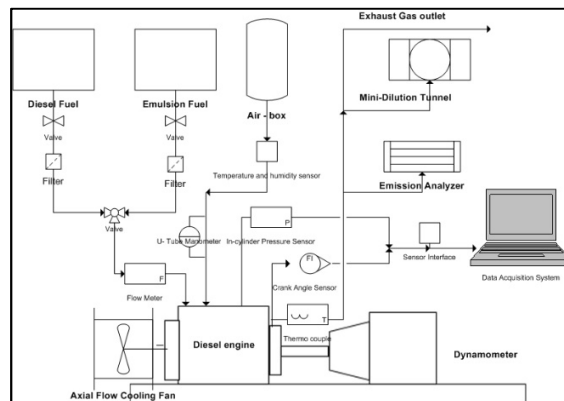 Exhaust Gas outlet
Diesel Fuel
Emulsion Fuel
Air - box
Mini-Dilution Tunnel
Valve
Valve
Filter
Filter
Temperature and humidity sensor
Emission Analyzer
Valve
U- Tube Manometer
P
In-cylinder Pressure Sensor
Sensor Interface
Data Acquisition System
FI
Crank Angle Sensor
F
Flow Meter
T
Thermo couple
Diesel engine
Dynamometer
Axial Flow Cooling Fan